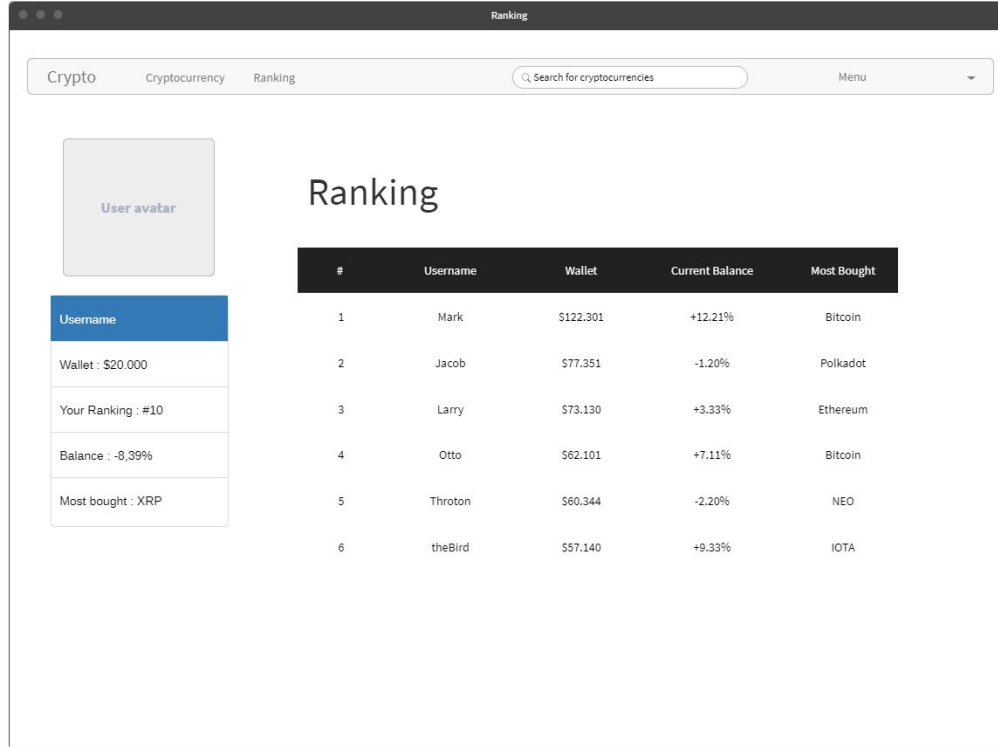 Ranking
Crypto Cryptocurrency Ranking Search for cryptocurrencies Menu
User avatar
Username
Wallet : $20.000
Your Ranking : #10
Balance : -8,39%
Most bought : XRP
Ranking
# Username Wallet Current Balance Most Bought
1 Mark $122.301 +12.21% Bitcoin
2 Jacob $77.351 -1.20% Polkadot
3 Larry $73.130 +3.33% Ethereum
4 Otto $62.101 +7.11% Bitcoin
5 Throton $60.344 -2.20% NEO
6 theBird $57.140 +9.33% IOTA